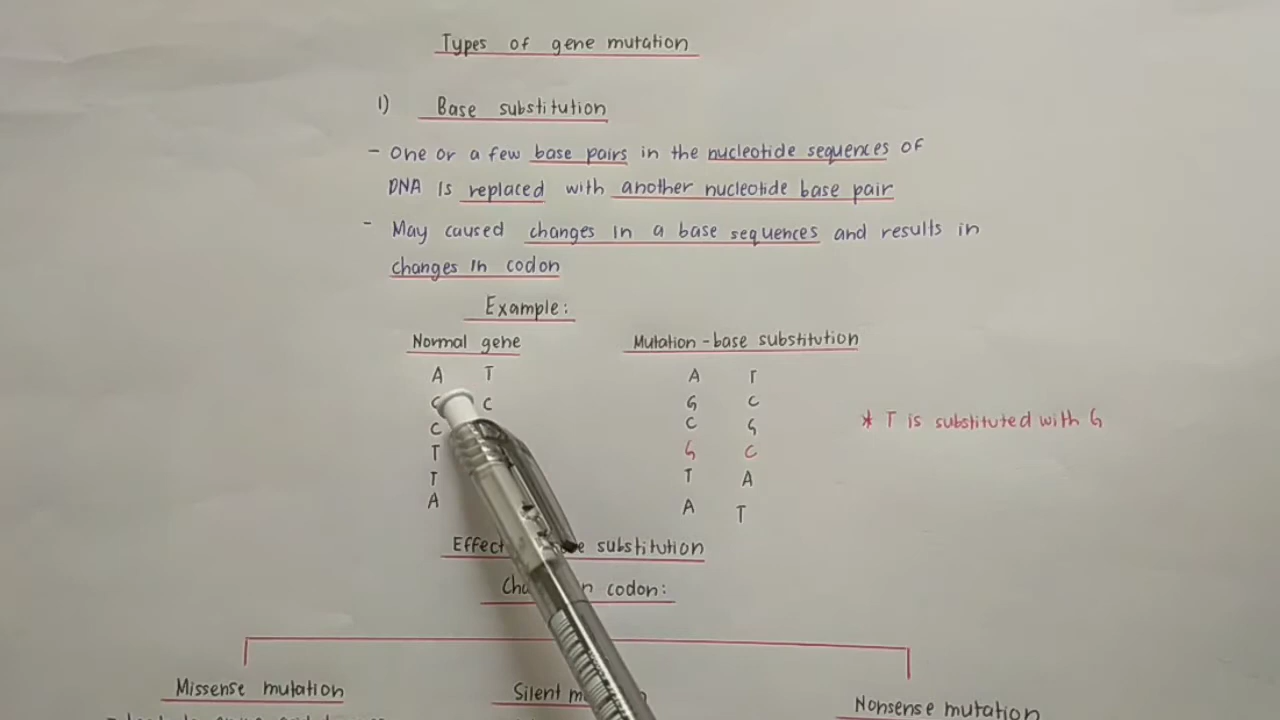 Types of gene mutation
1) Base substitution
- One or a few base pairs in the nucleotide sequences of
DNA is replaced with another nucleotide base pair
- May caused changes in a base sequences and results in
changes in codon
Example:
Normal gene Mutation - base substitution
A T A T
C G C
C C G * T is substituted with G
T G C
T T A
A A T
Effect substitution
codon:
Missense mutation Silent Nonsense mutation